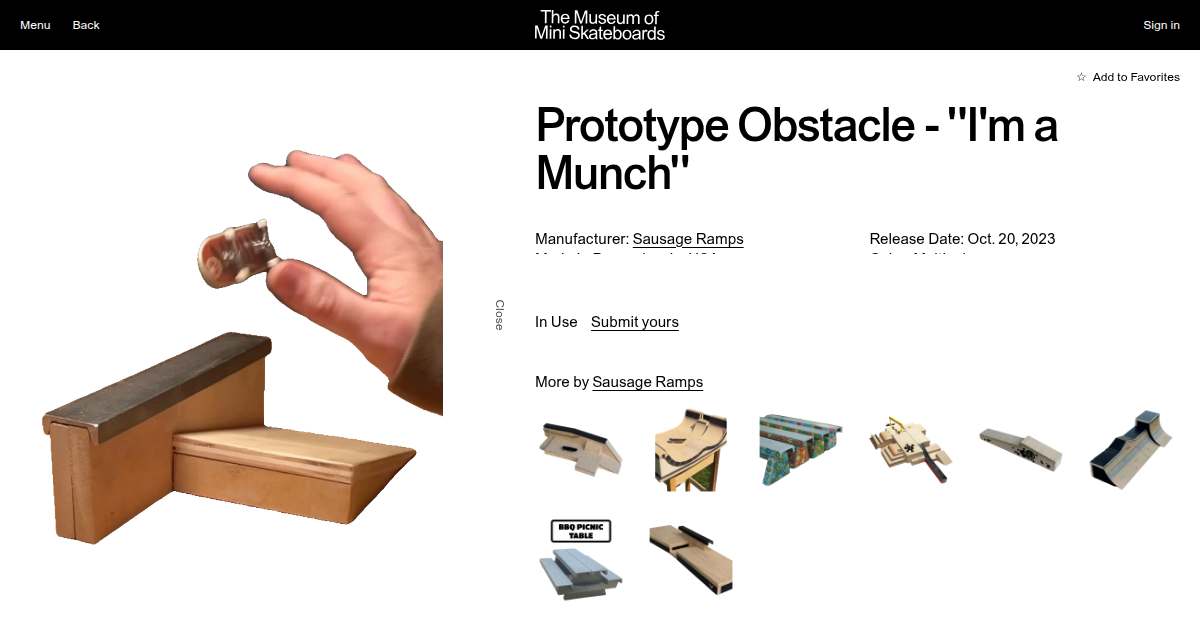 Menu
Back
The Museum of
Mini Skateboards
Sign in
☆ Add to Favorites
Prototype Obstacle - "I'm a
Munch"
Manufacturer: Sausage Ramps
Release Date: Oct. 20, 2023
Close
In Use
Submit yours
More by Sausage Ramps
BBQ PICNIC
TABLE